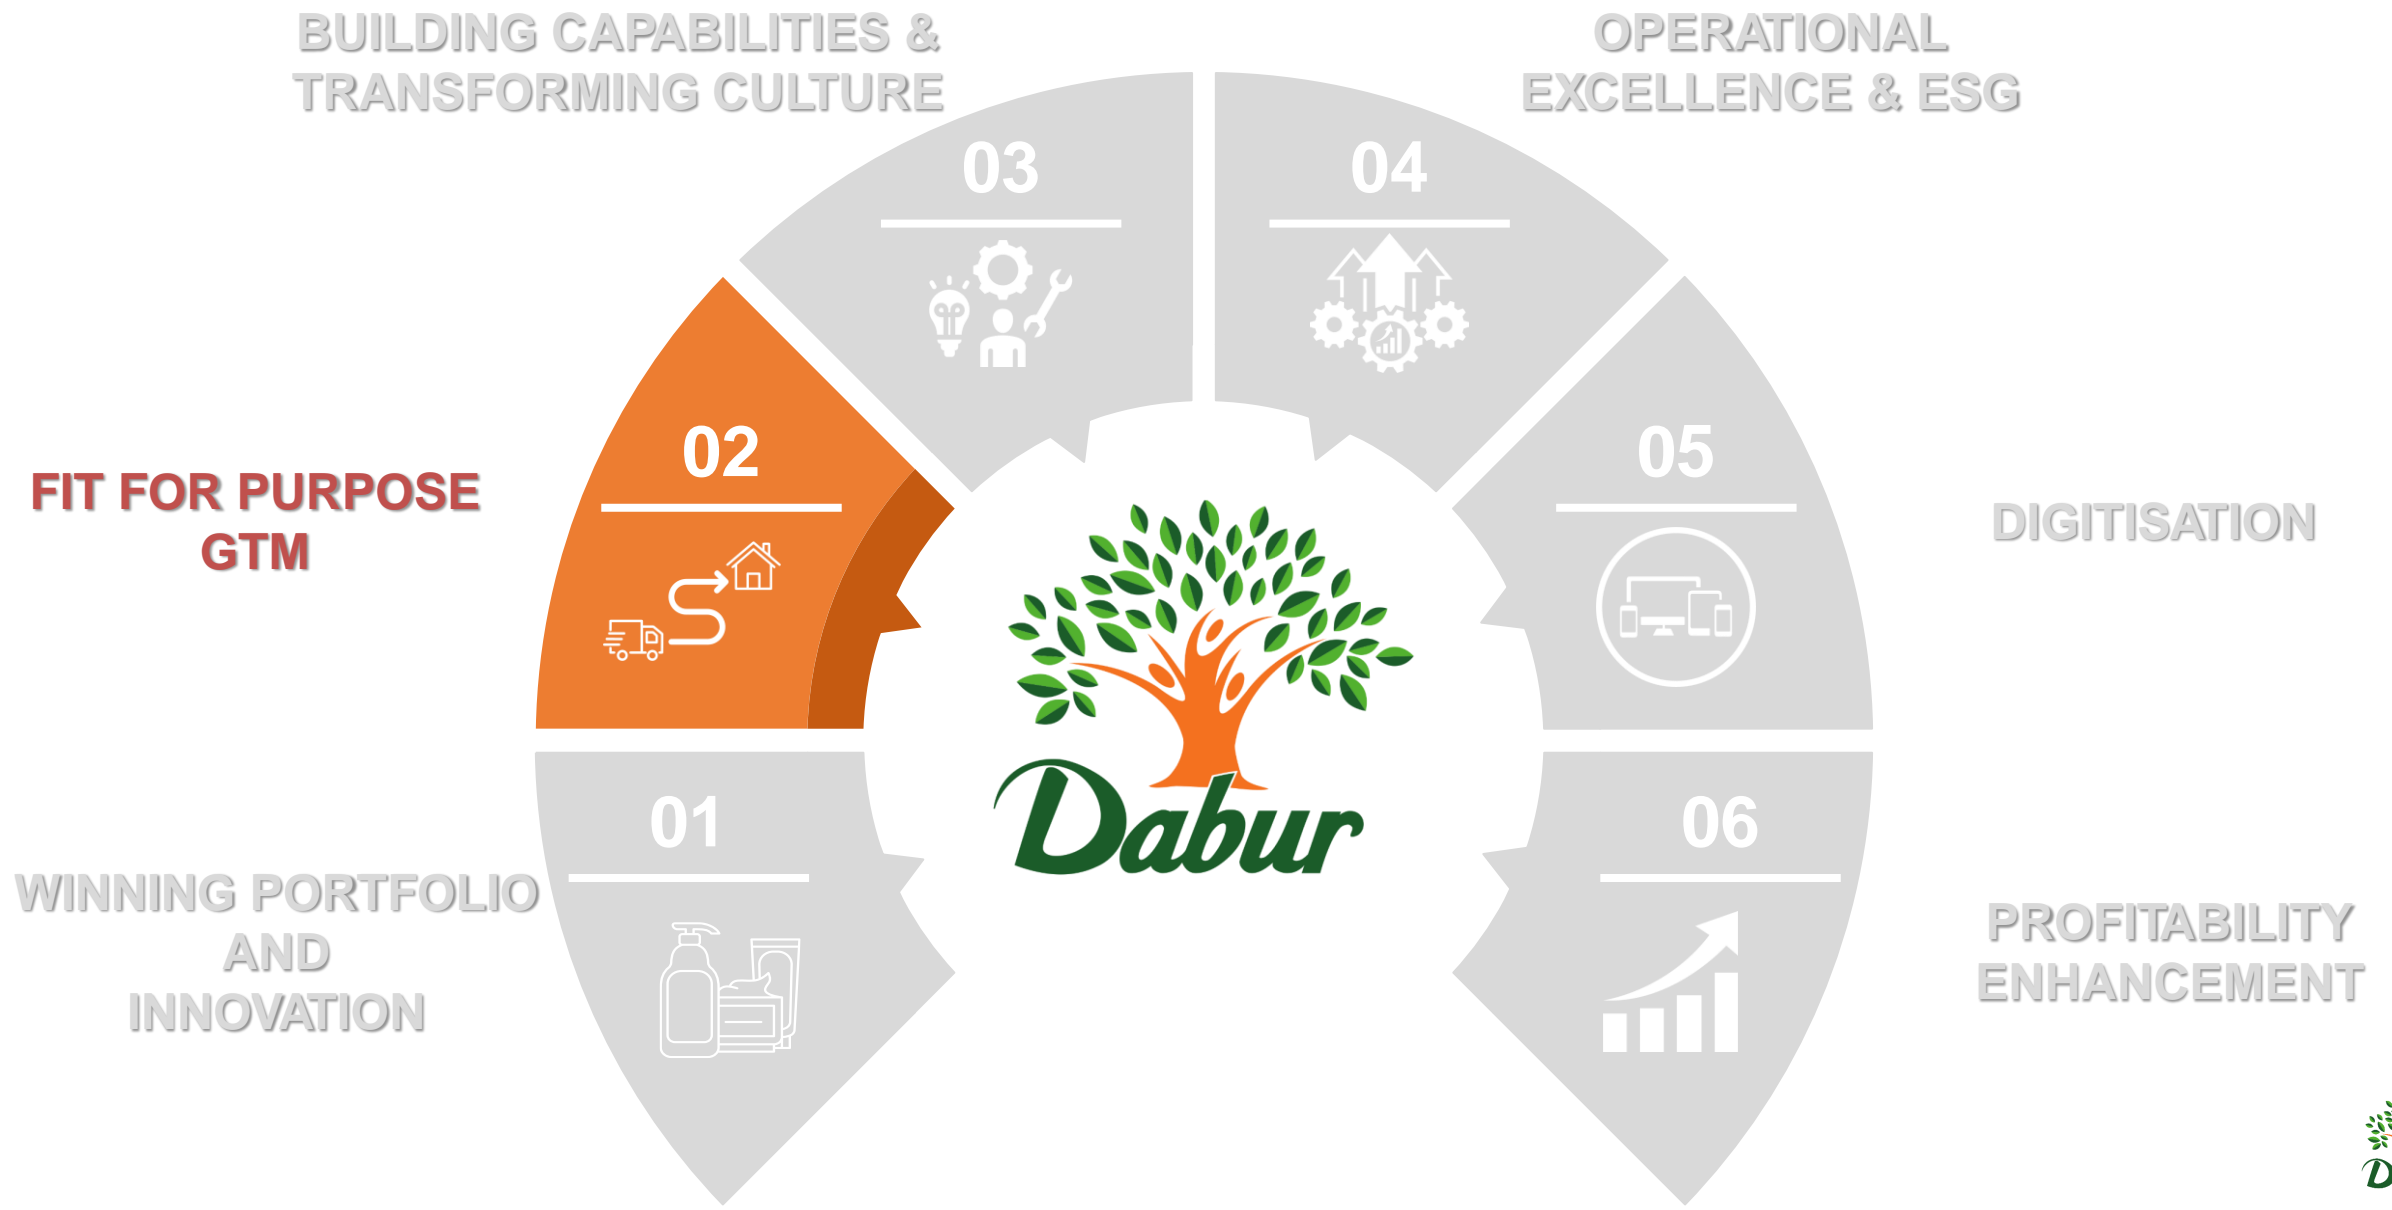 BUILDING CAPABILITIES &
TRANSFORMING CULTURE
OPERATIONAL
EXCELLENCE & ESG
03
04
02
05
FIT FOR PURPOSE
GTM
DIGITISATION
Dabur
01
06
WINNING PORTFOLIO
AND
INNOVATION
PROFITABILITY
ENHANCEMENT